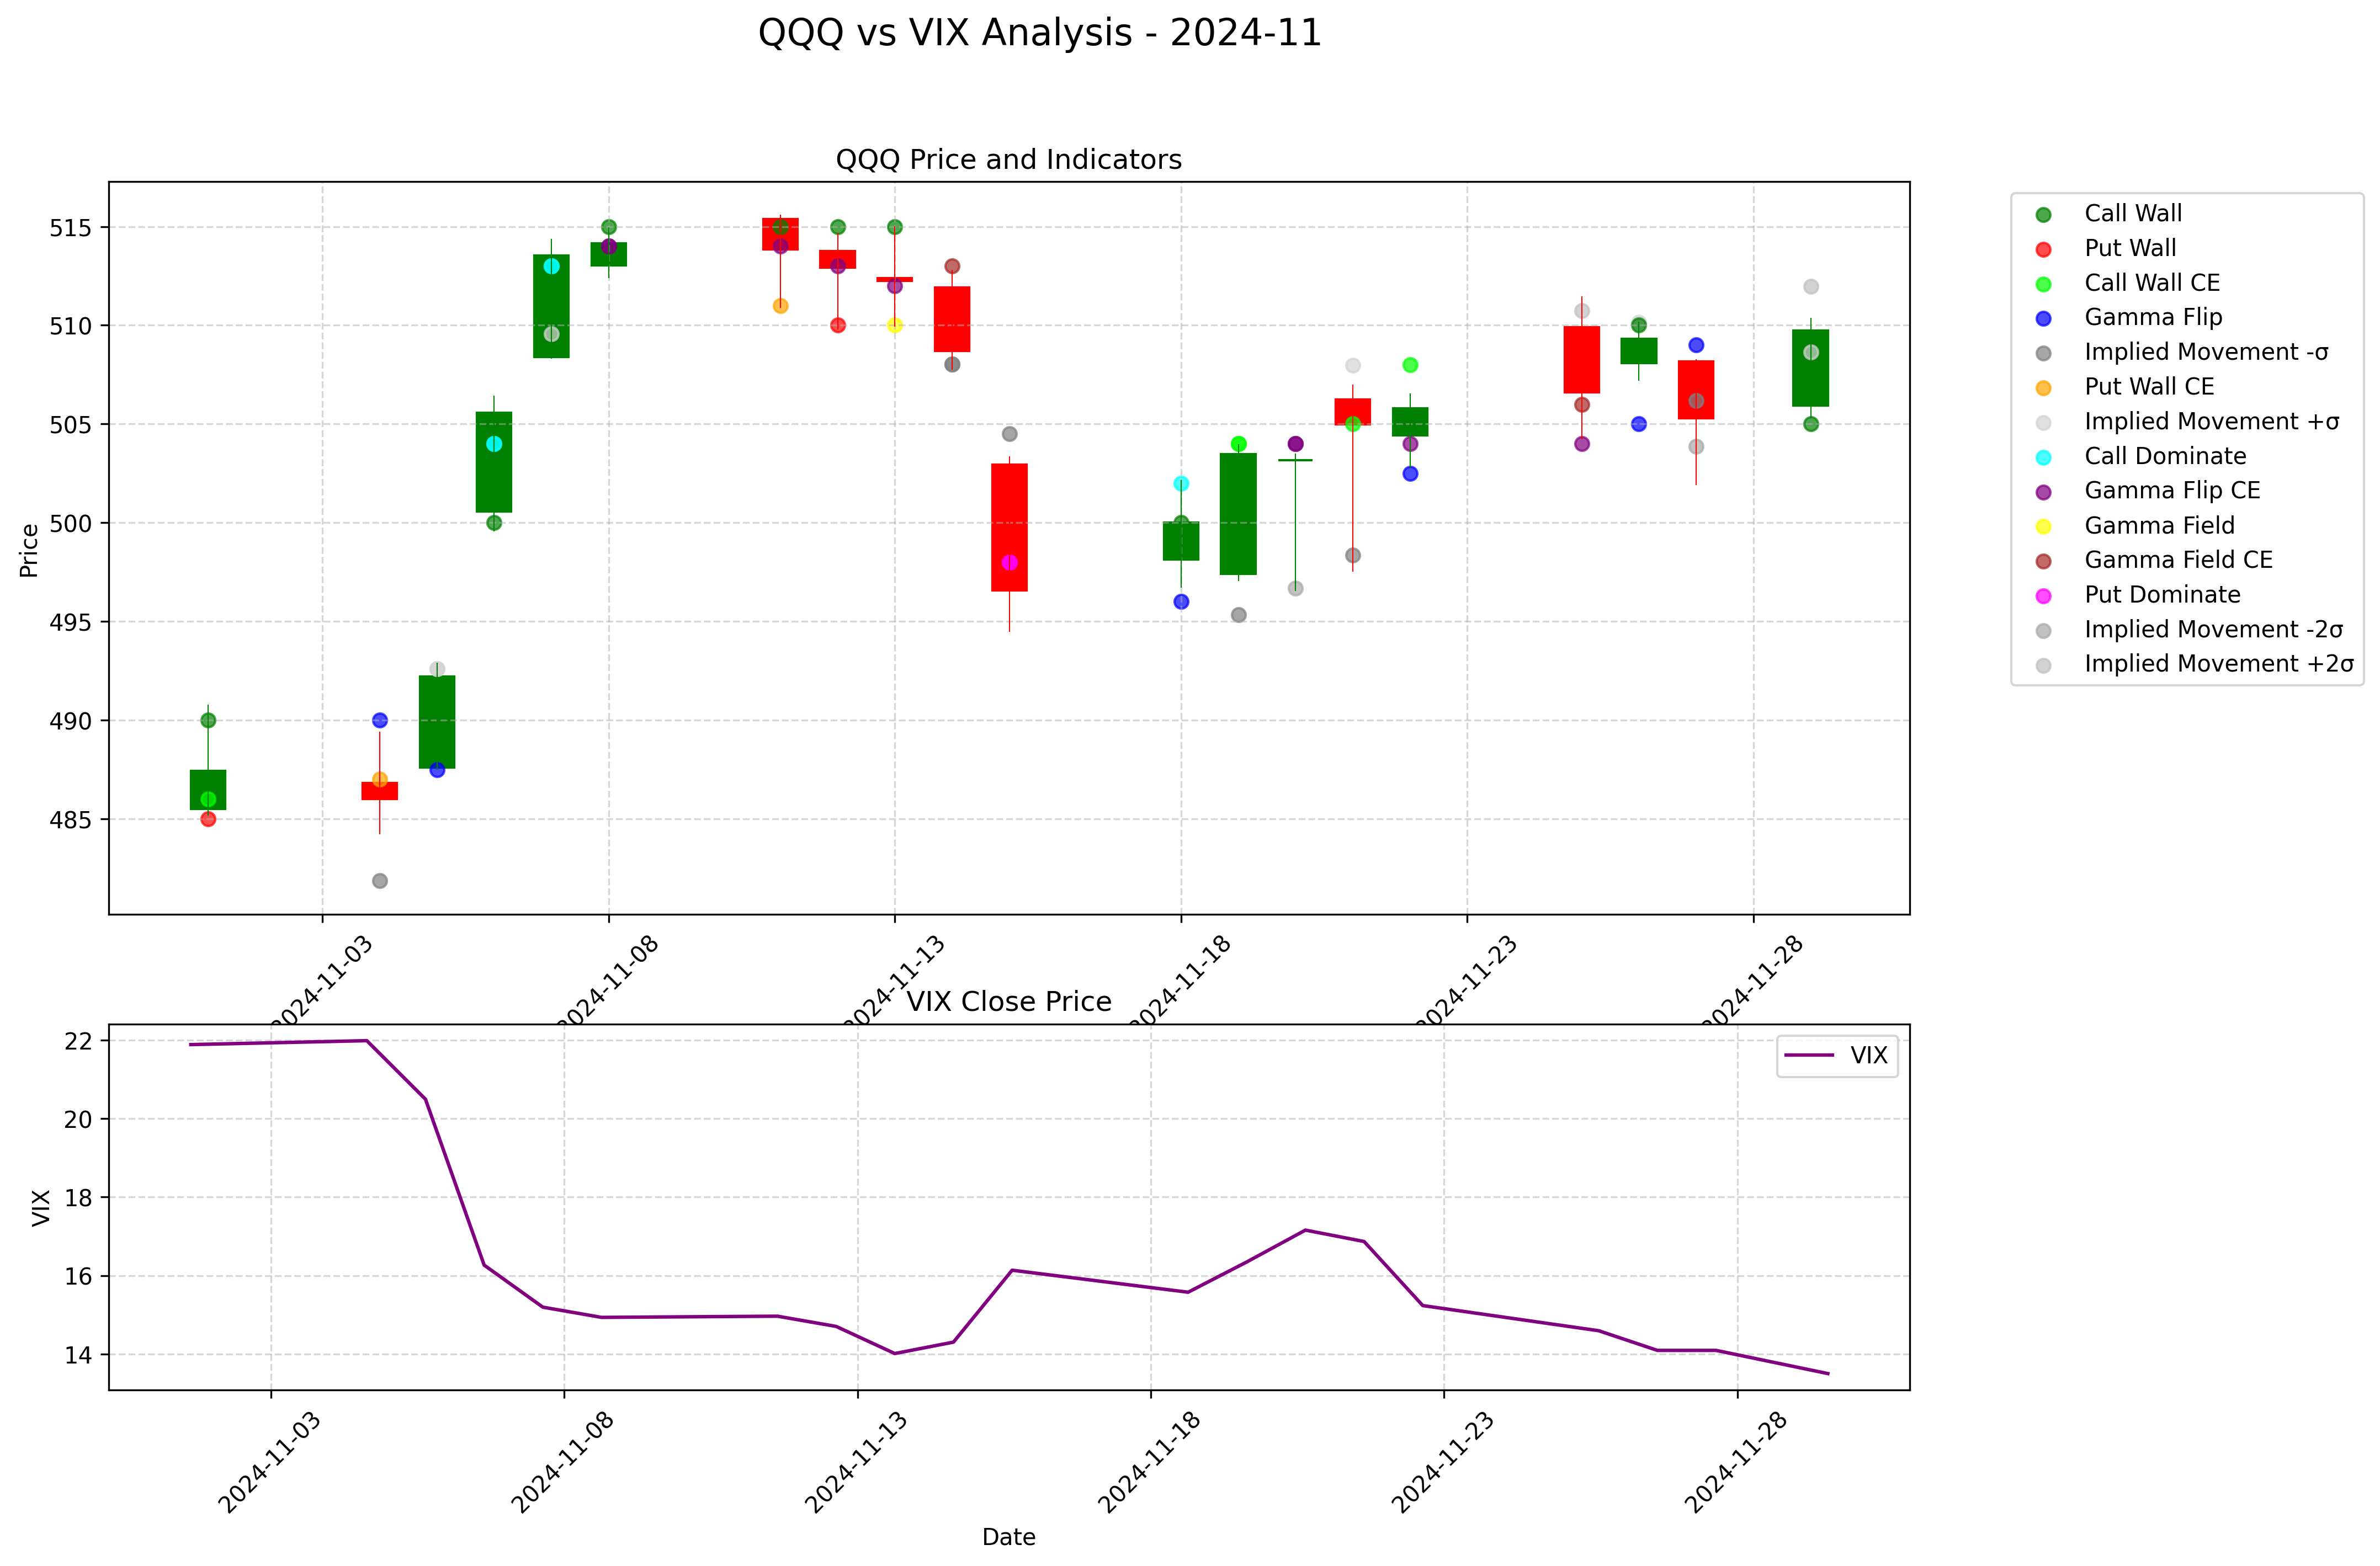 QQQ vs VIX Analysis - 2024-11
QQQ Price and Indicators
Price
515
510
505
500
495
490
485
2024-11-03
2024-11-08
2024-11-13
2024-11-18
2024-11-23
2024-11-28
Call Wall
Put Wall
Call Wall CE
Gamma Flip
Implied Movement -σ
Put Wall CE
Implied Movement +σ
Call Dominate
Gamma Flip CE
Gamma Field
Gamma Field CE
Put Dominate
Implied Movement -2σ
Implied Movement +2σ
VIX Close Price
VIX
22
20
18
16
14
VIX
2024-11-03
2024-11-08
2024-11-13
2024-11-18
2024-11-23
2024-11-28
Date